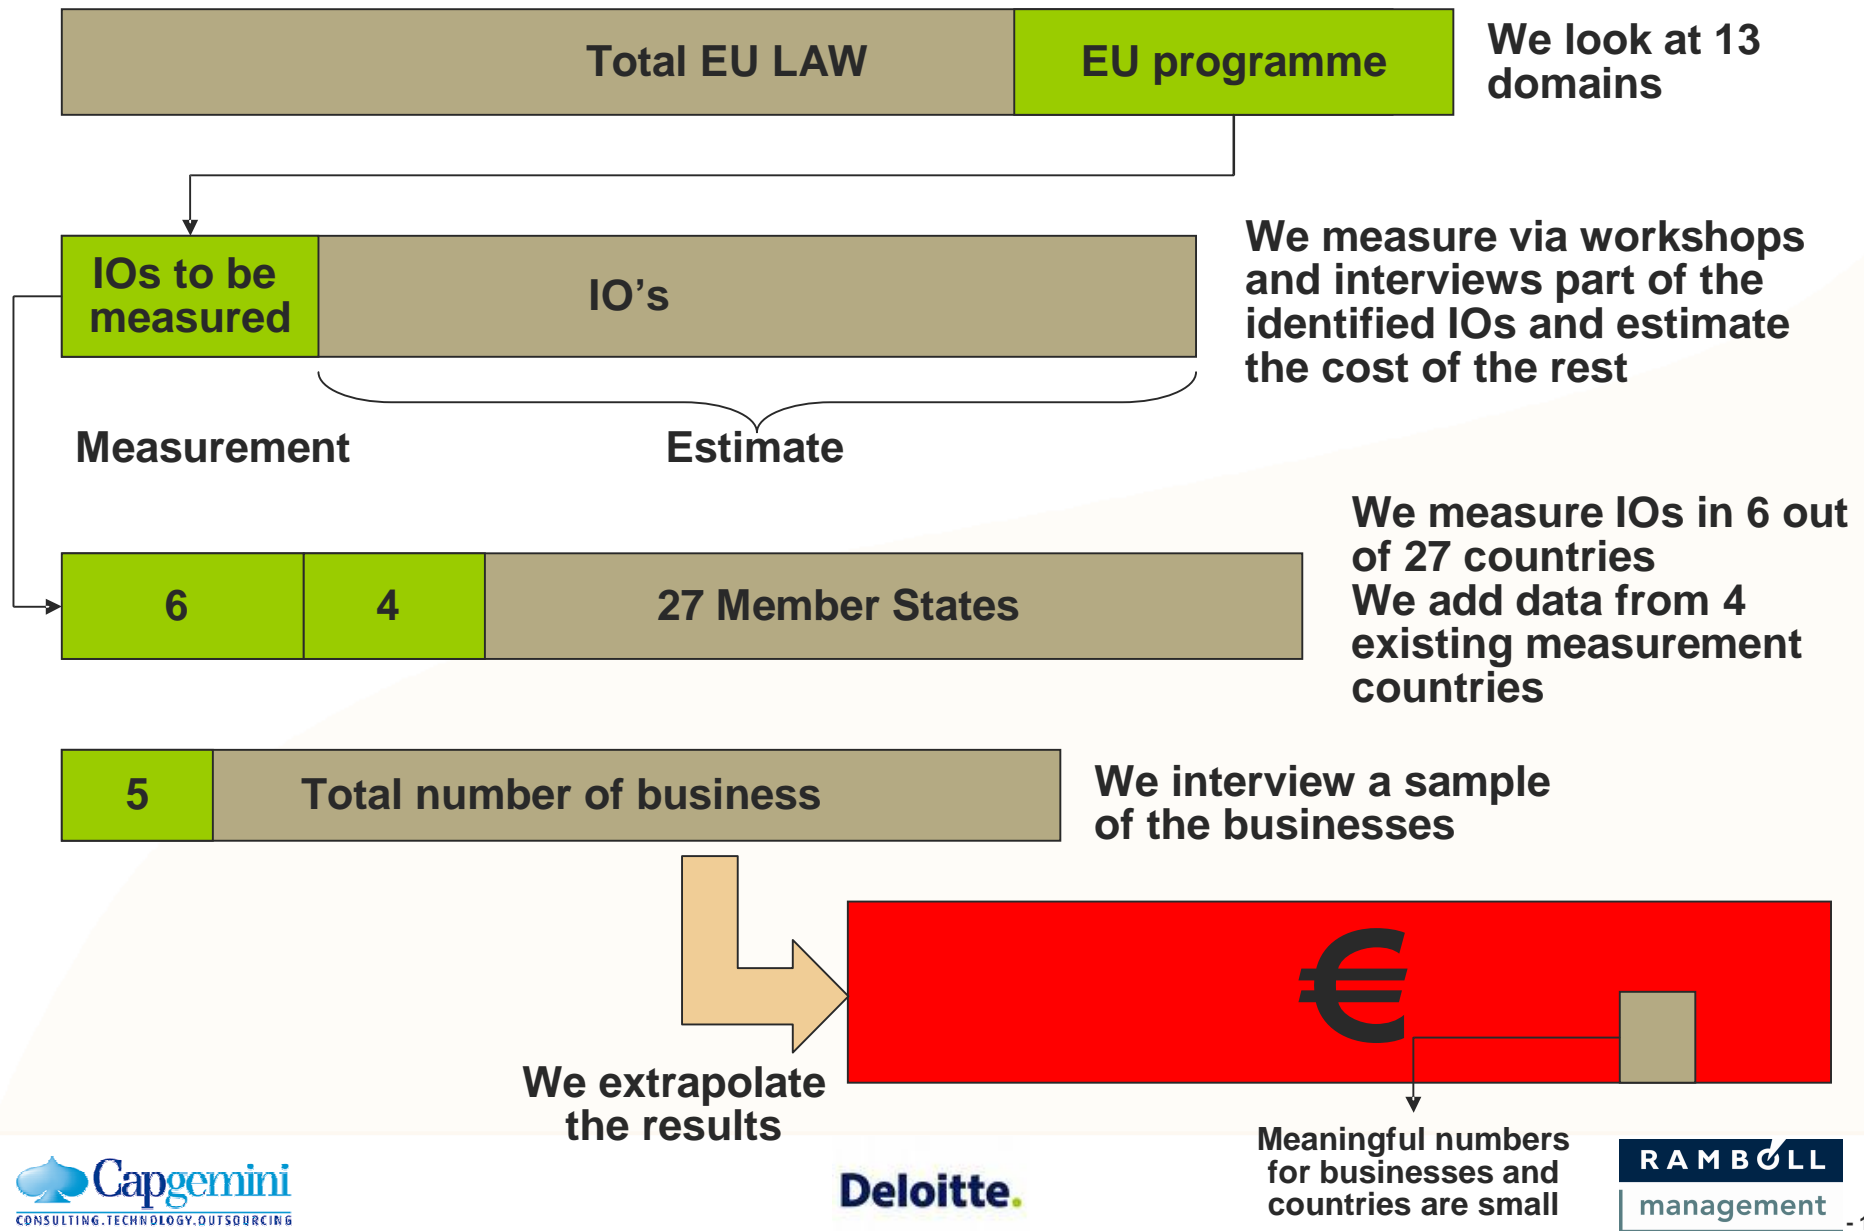 Total EU LAW
EU programme
We look at 13
domains
IOs to be
measured
IO’s
We measure via workshops
and interviews part of the
identified IOs and estimate
the cost of the rest
Measurement
Estimate
6
4
27 Member States
We measure IOs in 6 out
of 27 countries
We add data from 4
existing measurement
countries
5
Total number of business
We interview a sample
of the businesses
€
We extrapolate
the results
Meaningful numbers
for businesses and
countries are small
Capgemini
CONSULTING.TECHNOLOGY.OUTSOURCING
Deloitte.
RAMBOLL
management